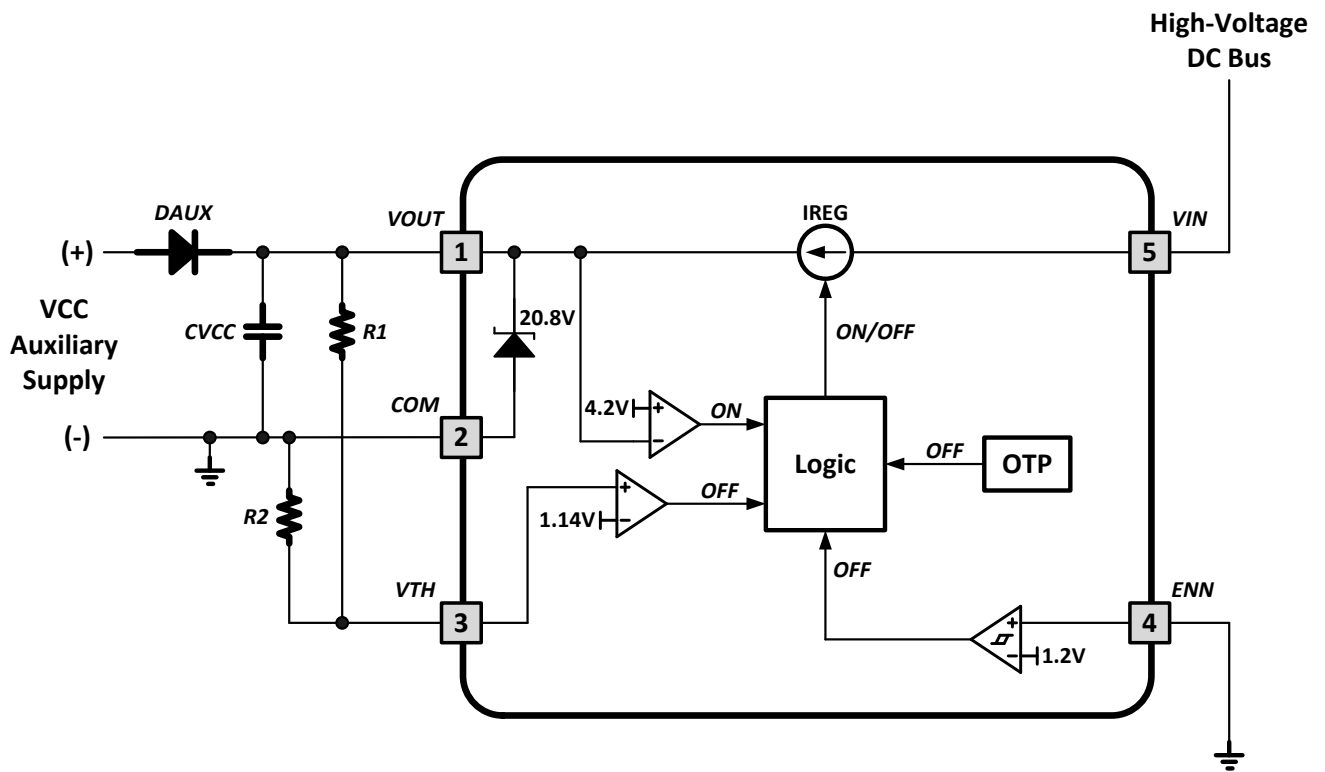 High-Voltage
DC Bus
DAUX
VOUT
IREG
VIN
(+)
1
5
VCC
Auxiliary
Supply
CVCC
R1
20.8V
ON/OFF
COM
4.2V
+
-
ON
(-)
2
Logic
OFF
OTP
R2
+
1.14V
-
OFF
OFF
VTH
ENN
3
+
4
-
1.2V